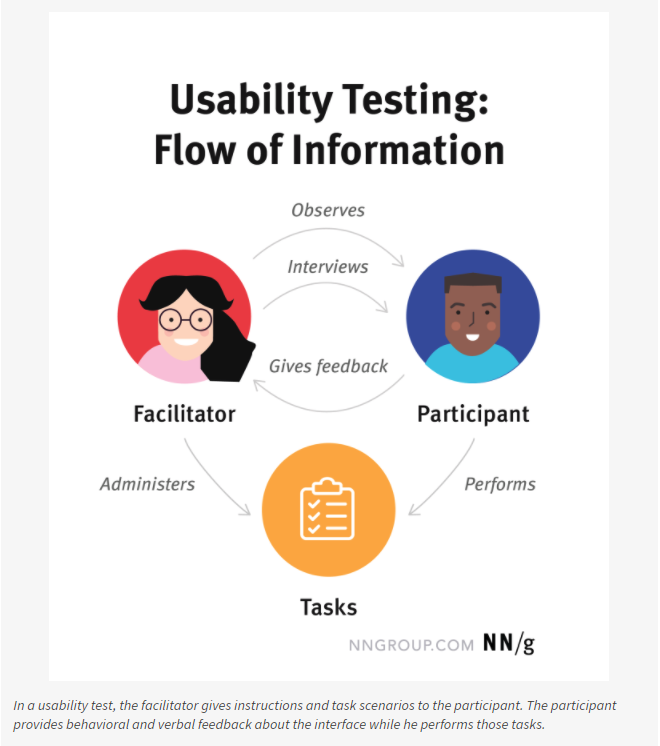 Usability Testing:
Flow of Information
Observes
Interviews
Gives feedback
Facilitator
Participant
Administers
Performs
Tasks
NNGROUP.COM NN/g
In a usability test, the facilitator gives instructions and task scenarios to the participant. The participant
provides behavioral and verbal feedback about the interface while he performs those tasks.